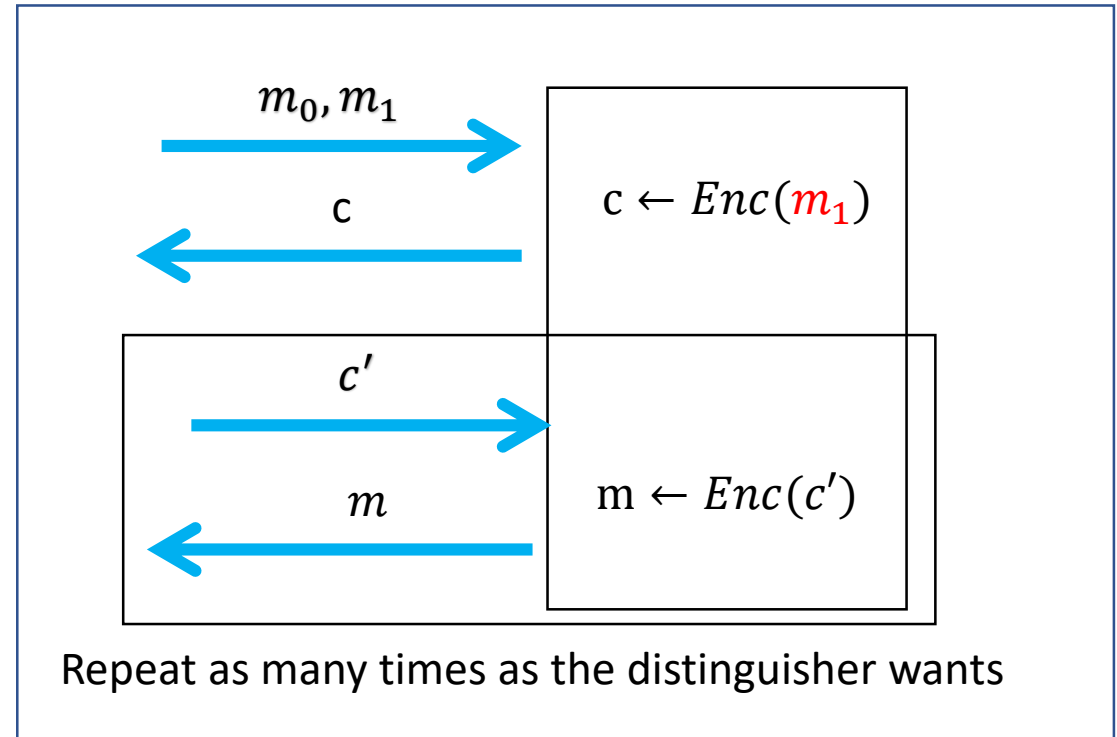 m₀, m₁
c
c ← Enc(m₁)
c′
m
m ← Enc(c′)
Repeat as many times as the distinguisher wants